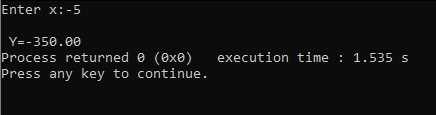 Enter x:-5
Y=-350.00
Process returned 0 (0x0)   execution time : 1.535 s
Press any key to continue.